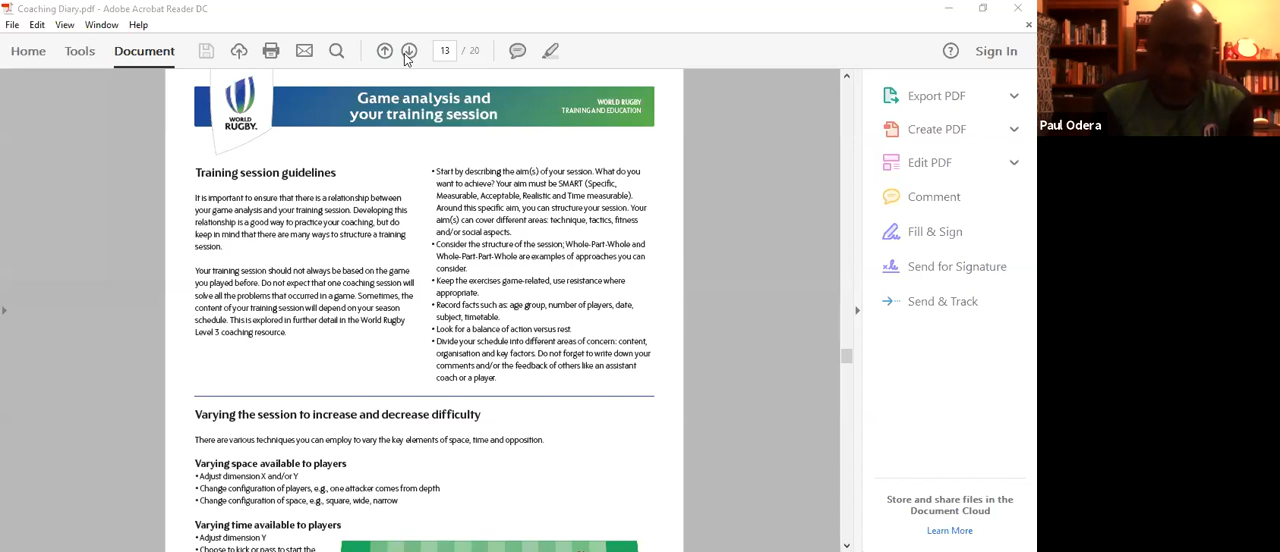 Coaching Diary.pdf - Adobe Acrobat Reader DC
File Edit View Window Help
Home Tools Document 13 / 20 Sign In
WORLD
RUGBY.
Game analysis and
your training session
WORLD RUGBY
TRAINING AND EDUCATION
Training session guidelines
It is important to ensure that there is a relationship between
your game analysis and your training session. Developing this
relationship is a good way to practice your coaching, but do
keep in mind that there are many ways to structure a training
session.
Your training session should not always be based on the game
you played before. Do not expect that one coaching session will
solve all the problems that occurred in a game. Sometimes, the
content of your training session will depend on your season
schedule. This is explored in further detail in the World Rugby
Level 3 coaching resource.
• Start by describing the aim(s) of your session. What do you
want to achieve? Your aim must be SMART (Specific,
Measurable, Acceptable, Realistic and Time measurable).
Around this specific aim, you can structure your session. Your
aim(s) can cover different areas: technique, tactics, fitness
and/or social aspects.
• Consider the structure of the session; Whole-Part-Whole and
Whole-Part-Part-Whole are examples of approaches you can
consider.
• Keep the exercises game-related, use resistance where
appropriate.
• Record facts such as: age group, number of players, date,
subject, timetable.
• Look for a balance of action versus rest.
• Divide your schedule into different areas of concern: content,
organisation and key factors. Do not forget to write down your
comments and/or the feedback of others like an assistant
coach or a player.
Varying the session to increase and decrease difficulty
There are various techniques you can employ to vary the key elements of space, time and opposition.
Varying space available to players
• Adjust dimension X and/or Y
• Change configuration of players, e.g., one attacker comes from depth
• Change configuration of space, e.g., square, wide, narrow
Varying time available to players
• Adjust dimension Y
• Choose to kick or pass to start the
Export PDF
Create PDF
Edit PDF
Comment
Fill & Sign
Send for Signature
Send & Track
Store and share files in the
Document Cloud
Learn More
Paul Odera